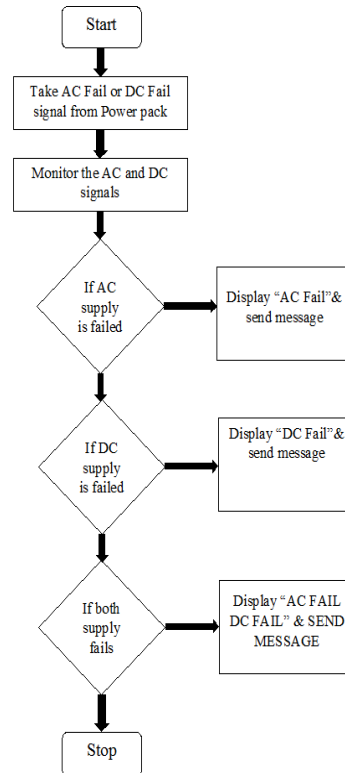 Start
Take AC Fail or DC Fail
signal from Power pack
Monitor the AC and DC
signals
If AC
supply
is failed
Display “AC Fail”&
send message
If DC
supply
is failed
Display “DC Fail”&
send message
If both
supply
fails
Display “AC FAIL
DC FAIL” & SEND
MESSAGE
Stop